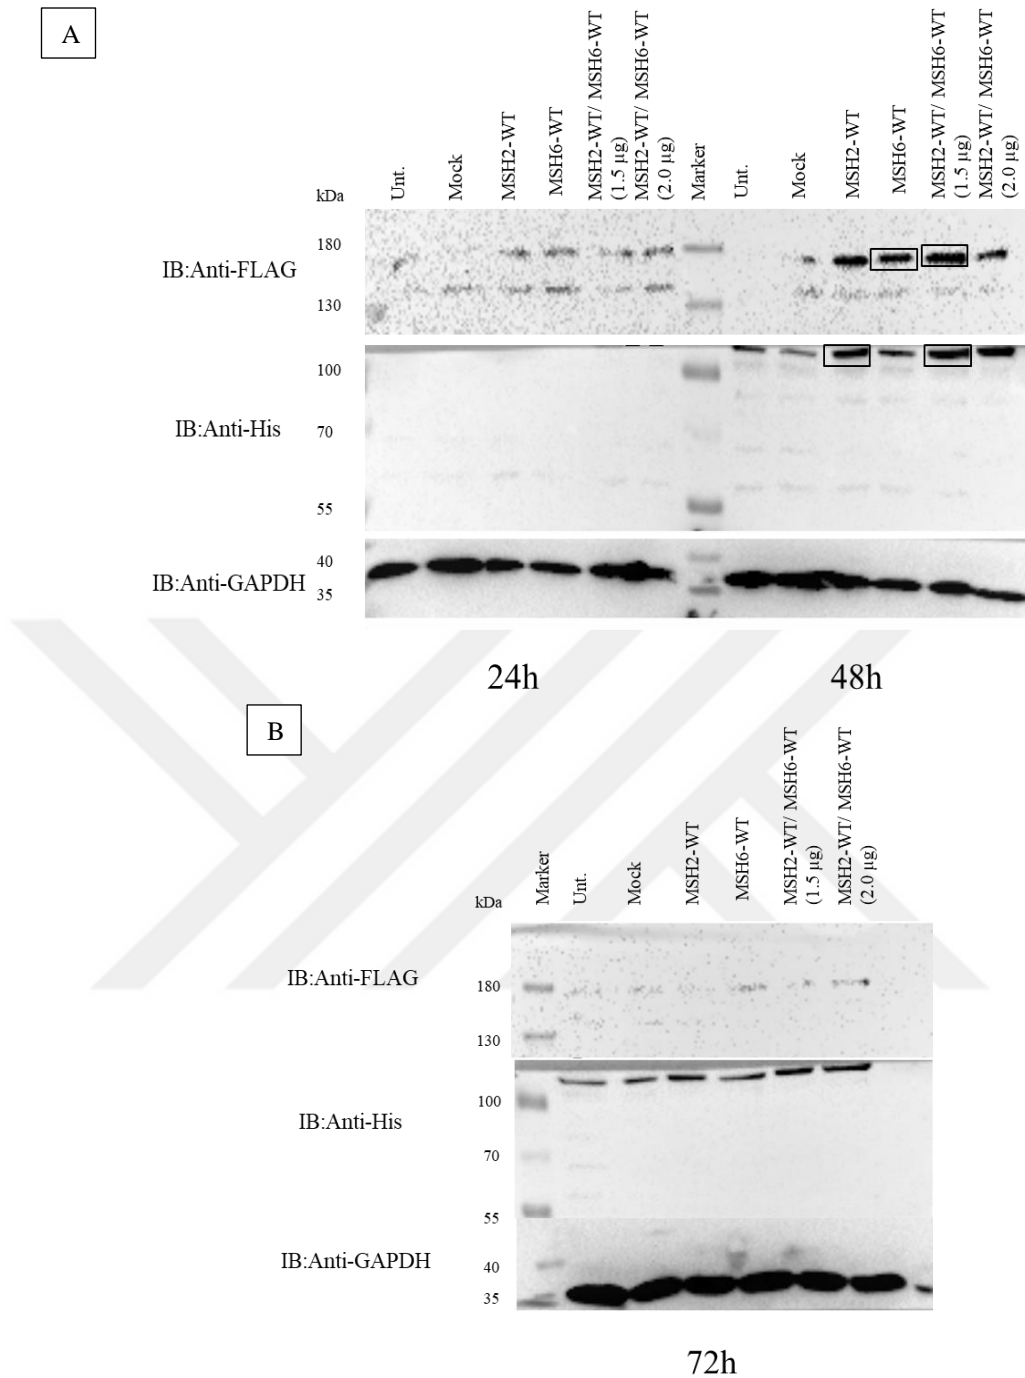 A
kDa
Unt.
Mock
MSH2-WT
MSH6-WT
MSH2-WT/ MSH6-WT
(1.5 µg)
MSH2-WT/ MSH6-WT
(2.0 µg)
Marker
Unt.
Mock
MSH2-WT
MSH6-WT
MSH2-WT/ MSH6-WT
(1.5 µg)
MSH2-WT/ MSH6-WT
(2.0 µg)
180
IB:Anti-FLAG
130
100
IB:Anti-His
70
55
40
IB:Anti-GAPDH
35
24h
48h
B
kDa
Marker
Unt.
Mock
MSH2-WT
MSH6-WT
MSH2-WT/ MSH6-WT
(1.5 µg)
MSH2-WT/ MSH6-WT
(2.0 µg)
IB:Anti-FLAG
180
130
100
IB:Anti-His
70
55
IB:Anti-GAPDH
40
35
72h